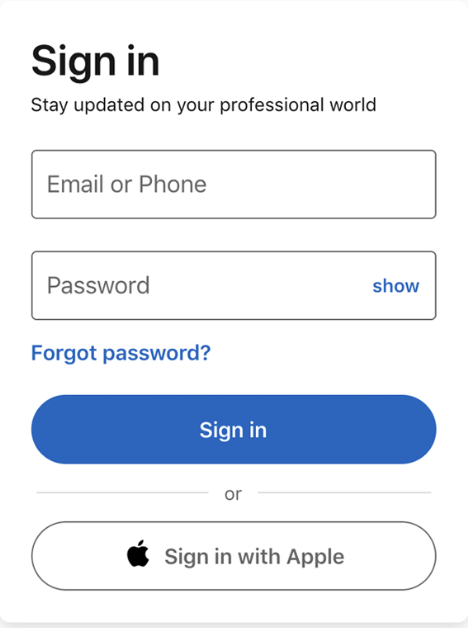 Sign in
Stay updated on your professional world
Email or Phone
Password show
Forgot password?
Sign in
or
Sign in with Apple